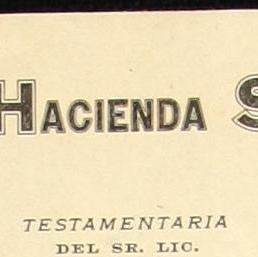 HACIENDA S
TESTAMENTARIA
DEL SR. LIC.